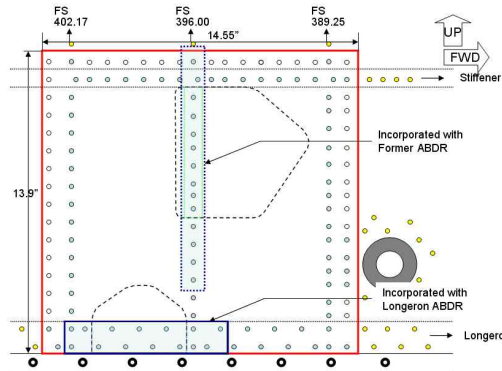 FS
402.17
FS
396.00
FS
389.25
14.55"
UP
FWD
Stiffener
Incorporated with
Former ABDR
13.9"
Incorporated with
Longeron ABDR
Longero